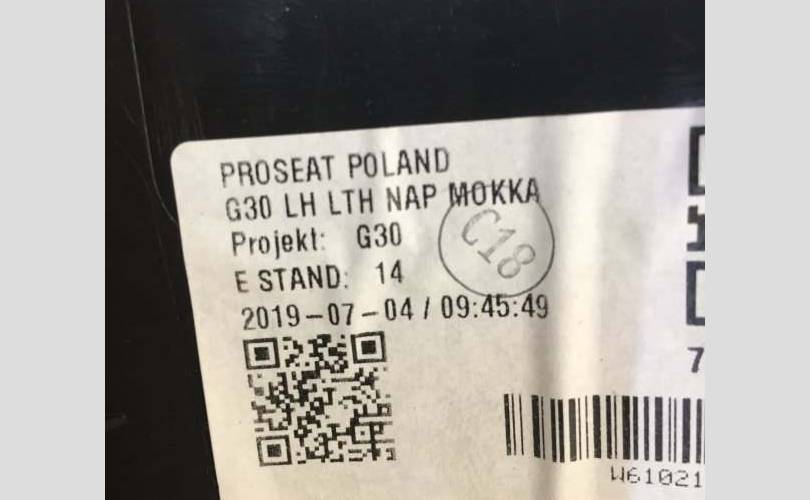 PROSEAT POLAND
G30 LH LTH NAP MOKKA
Projekt: G30
C18
E STAND: 14
2019-07-04 / 09:45:49
7
W61021